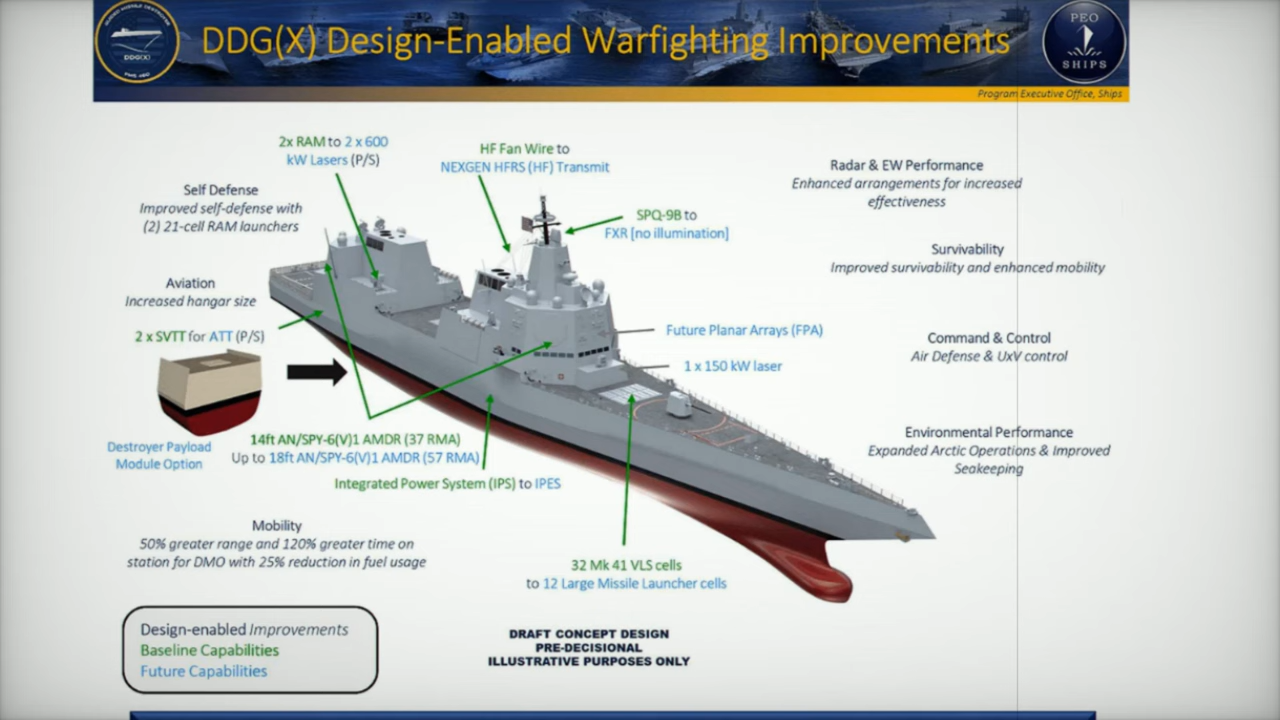 DDG(X) Design-Enabled Warfighting Improvements
DDG(X)
PEO
SHIPS
Program Executive Office, Ships
2x RAM to 2 x 600
kW Lasers (P/S)
HF Fan Wire to
NEXGEN HFRS (HF) Transmit
SPQ-9B to
FXR [no illumination]
Self Defense
Improved self-defense with
(2) 21-cell RAM launchers
Aviation
Increased hangar size
2 x SVTT for ATT (P/S)
Destroyer Payload
Module Option
Future Planar Arrays (FPA)
1 x 150 kW laser
14ft AN/SPY-6(V)1 AMDR (37 RMA)
Up to 18ft AN/SPY-6(V)1 AMDR (57 RMA)
Integrated Power System (IPS) to IPES
Mobility
50% greater range and 120% greater time on
station for DMO with 25% reduction in fuel usage
32 Mk 41 VLS cells
to 12 Large Missile Launcher cells
Radar & EW Performance
Enhanced arrangements for increased
effectiveness
Survivability
Improved survivability and enhanced mobility
Command & Control
Air Defense & UxV control
Environmental Performance
Expanded Arctic Operations & Improved
Seakeeping
Design-enabled Improvements
Baseline Capabilities
Future Capabilities
DRAFT CONCEPT DESIGN
PRE-DECISIONAL
ILLUSTRATIVE PURPOSES ONLY